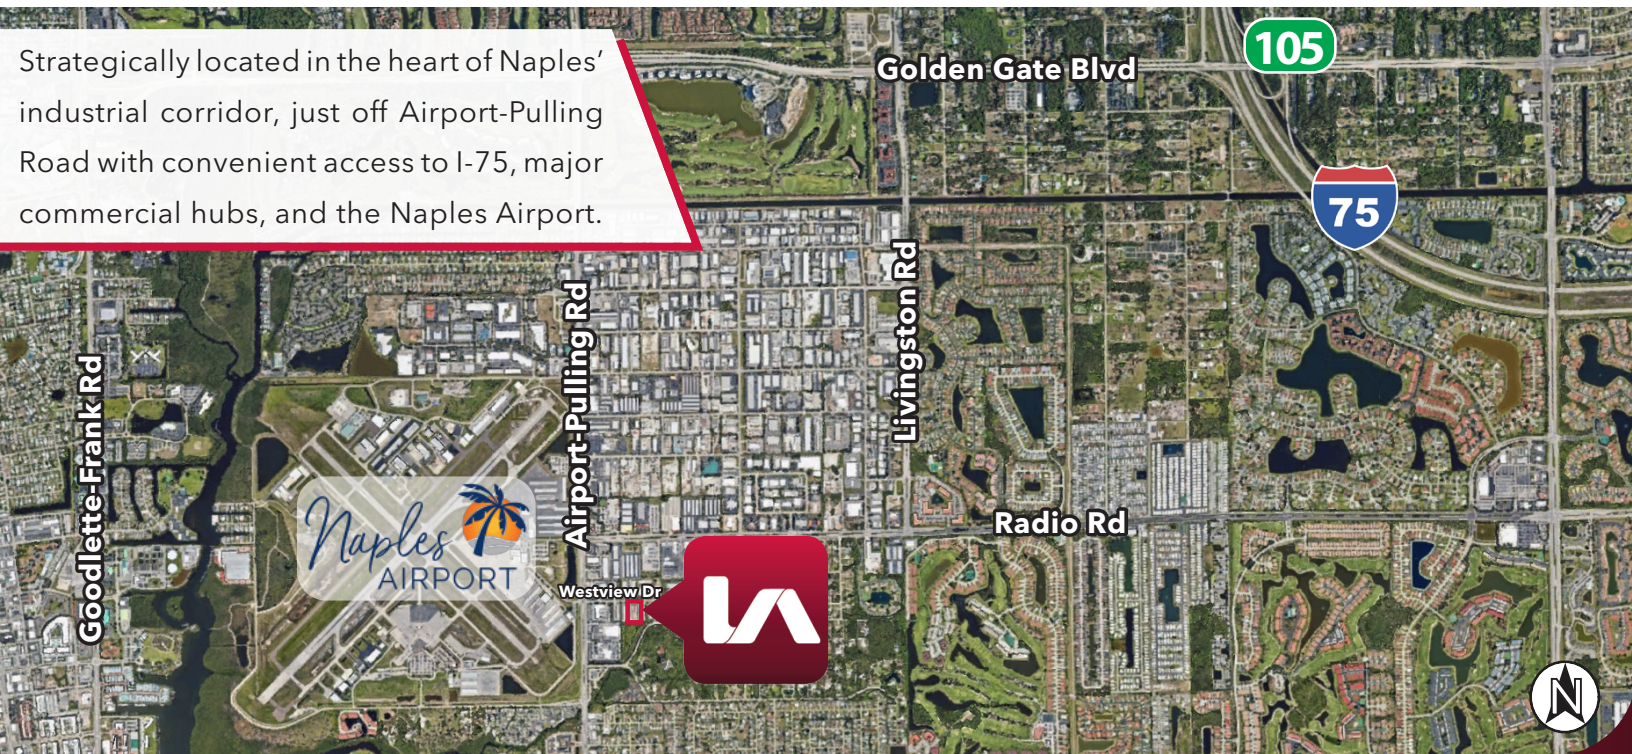 Strategically located in the heart of Naples’
industrial corridor, just off Airport-Pulling
Road with convenient access to I-75, major
commercial hubs, and the Naples Airport.
Golden Gate Blvd
105
75
Goodlette-Frank Rd
Airport-Pulling Rd
Livingston Rd
Naples
AIRPORT
Radio Rd
Westview Dr
N